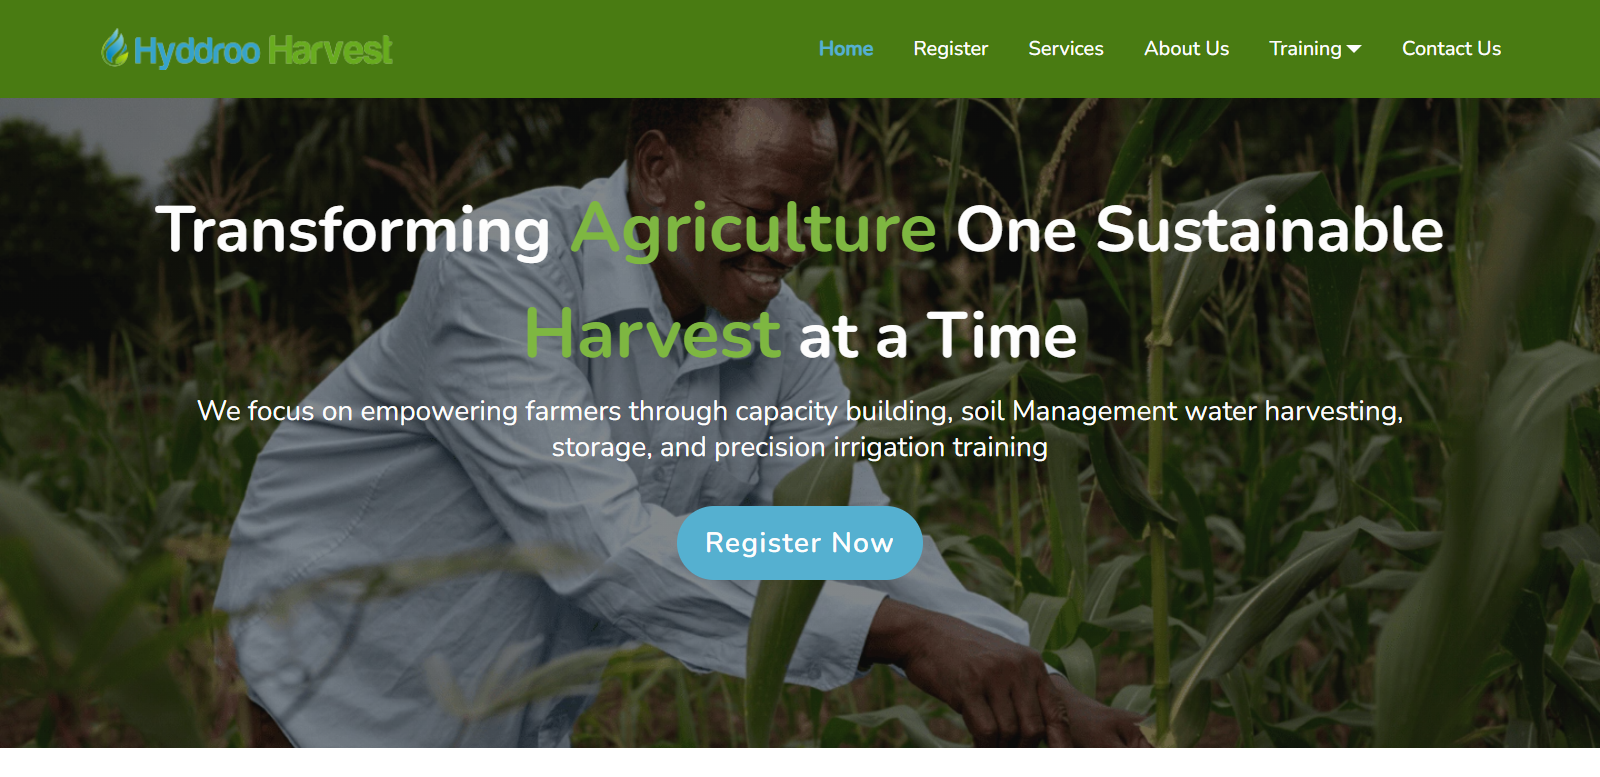 Hyddroo Harvest
Home Register Services About Us Training Contact Us
Transforming Agriculture One Sustainable
Harvest at a Time
We focus on empowering farmers through capacity building, soil Management water harvesting,
storage, and precision irrigation training
Register Now